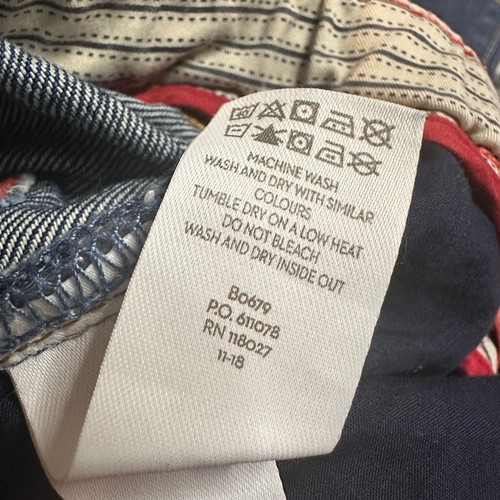 MACHINE WASH
WASH AND DRY WITH SIMILAR
COLOURS
TUMBLE DRY ON A LOW HEAT
DO NOT BLEACH
WASH AND DRY INSIDE OUT
B0679
P.O. 611078
RN 118027
11-18